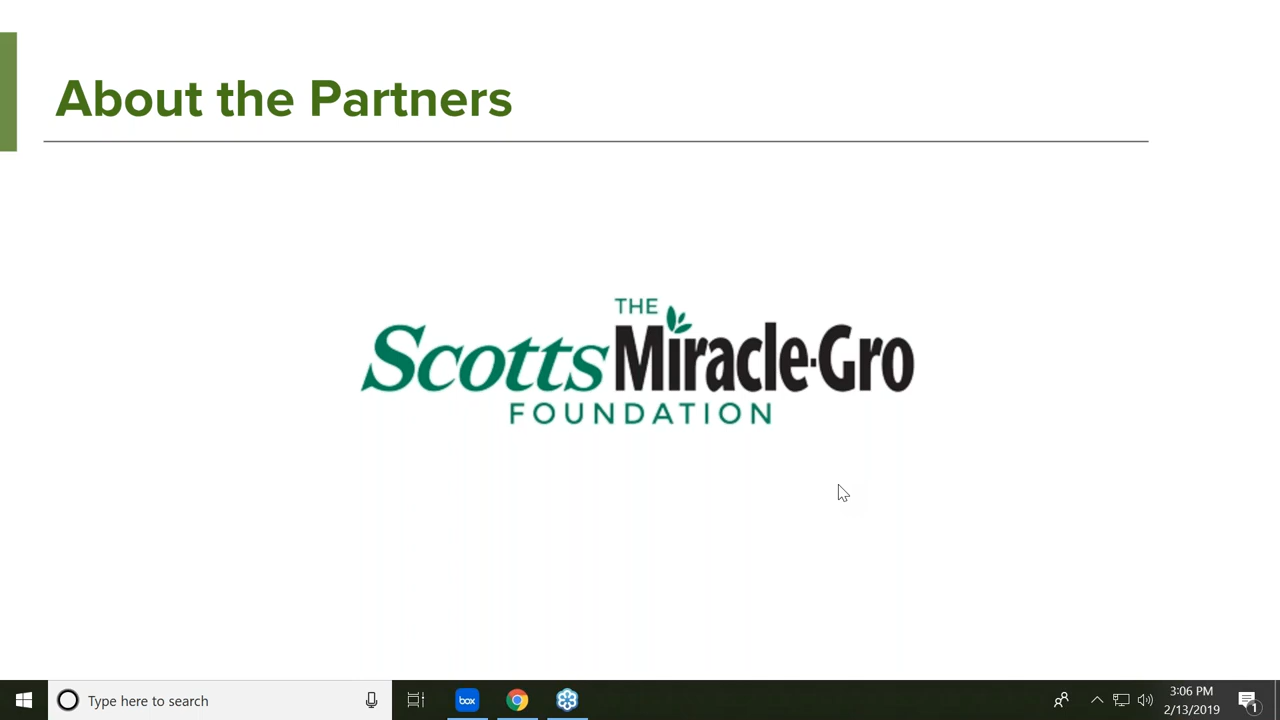 About the Partners
THE
Scotts Miracle-Gro
FOUNDATION
Type here to search
box
3:06 PM
2/13/2019
1